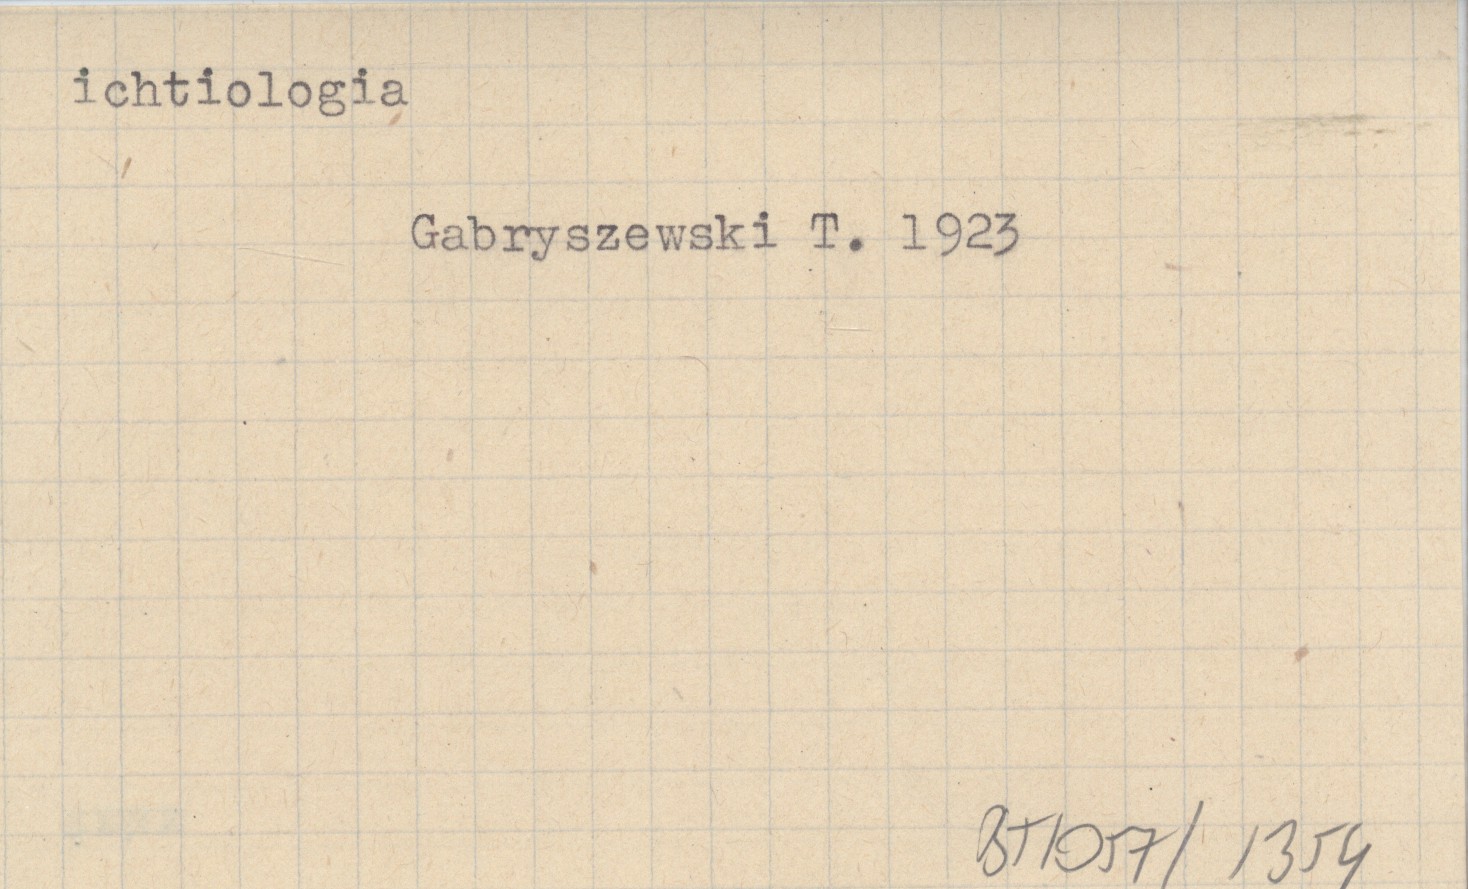 ichtiologia
Gabryszewski T. 1923
BT1057/ 1354